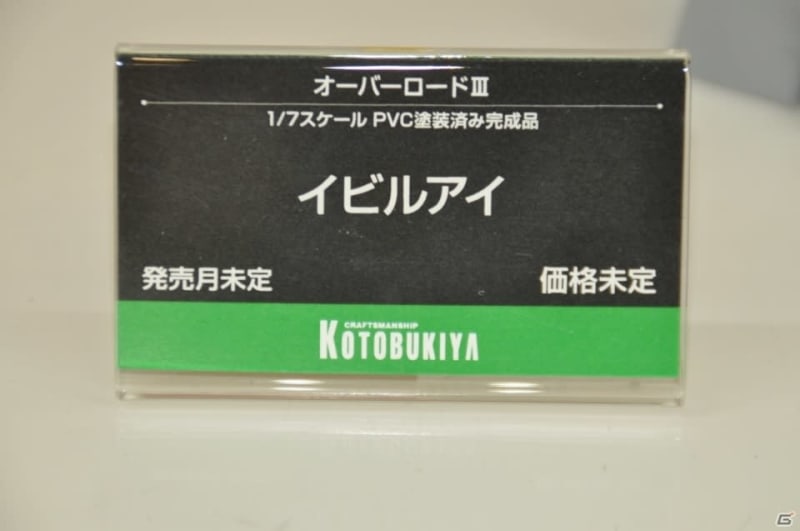 オーバーロードⅢ
1/7スケール PVC塗装済み完成品
イビルアイ
発売月未定
価格未定
CRAFTSMANSHIP
KOTOBUKIYA